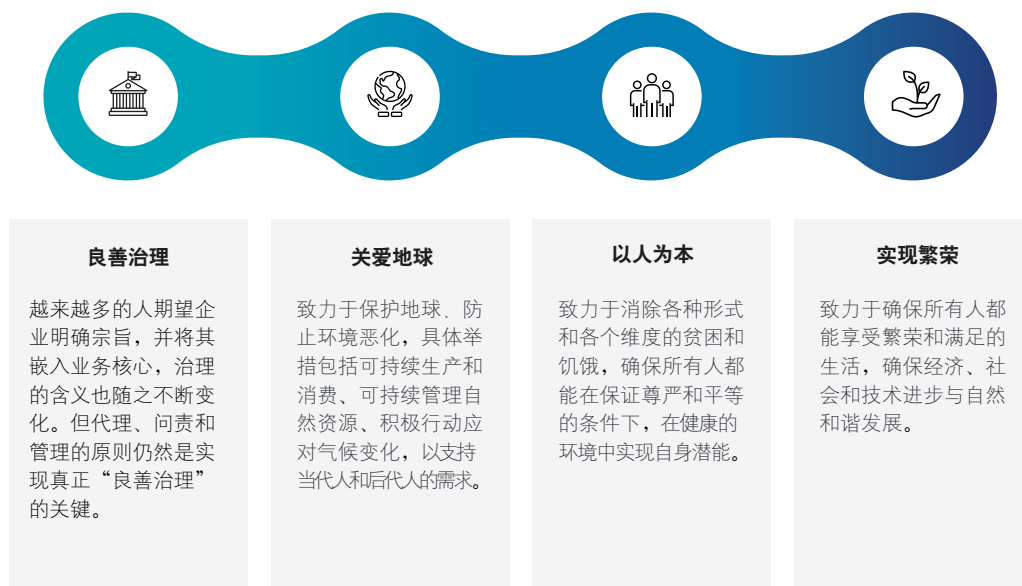 良善治理
越来越多的人期望企
业明确宗旨，并将其
嵌入业务核心，治理
的含义也随之不断变
化。但代理、问责和
管理的原则仍然是实
现真正“良善治理”
的关键。
关爱地球
致力于保护地球、防
止环境恶化，具体举
措包括可持续生产和
消费、可持续管理自
然资源、积极行动应
对气候变化，以支持
当代人和后代人的需求。
以人为本
致力于消除各种形式
和各个维度的贫困和
饥饿，确保所有人都
能在保证尊严和平等
的条件下，在健康的
环境中实现自身潜能。
实现繁荣
致力于确保所有人都
能享受繁荣和满足的
生活，确保经济、社
会和技术进步与自然
和谐发展。